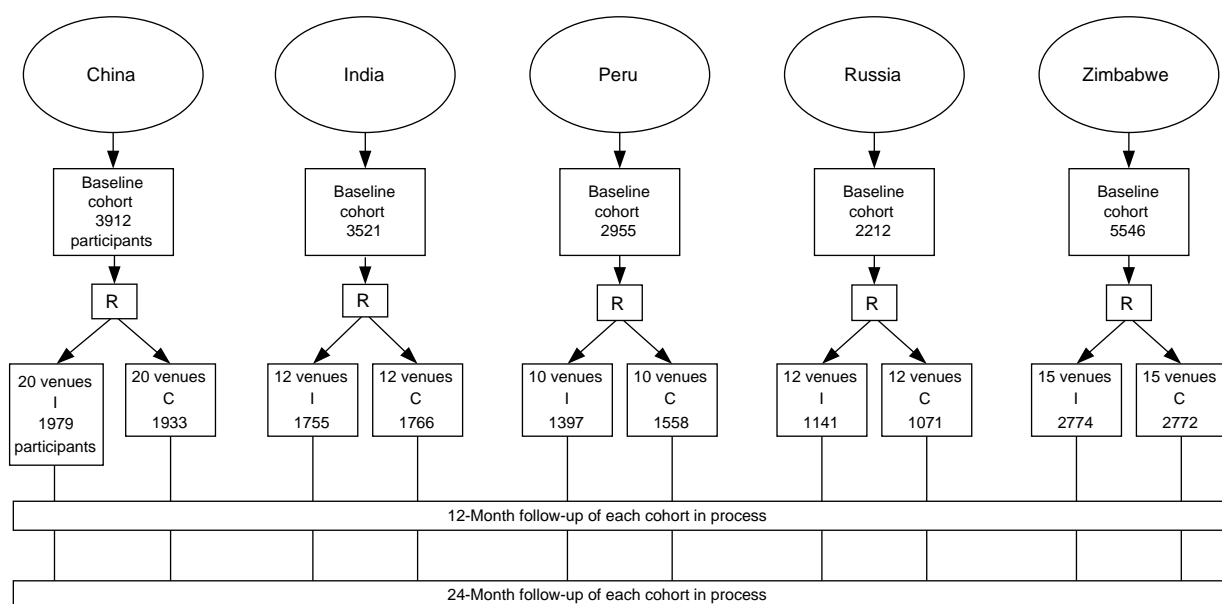 China
India
Peru
Russia
Zimbabwe
Baseline
cohort
3912
participants
Baseline
cohort
3521
Baseline
cohort
2955
Baseline
cohort
2212
Baseline
cohort
5546
R
R
R
R
R
20 venues
I
1979
participants
20 venues
C
1933
12 venues
I
1755
12 venues
C
1766
10 venues
I
1397
10 venues
C
1558
12 venues
I
1141
12 venues
C
1071
15 venues
I
2774
15 venues
C
2772
12-Month follow-up of each cohort in process
24-Month follow-up of each cohort in process